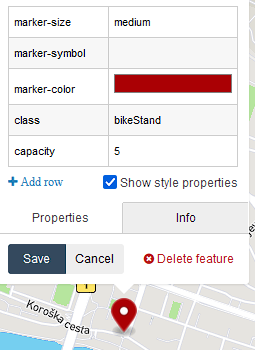 marker-size medium
marker-symbol
marker-color
class bikeStand
capacity 5
+ Add row Show style properties
Properties Info
Save Cancel Delete feature
1
Koroška cesta